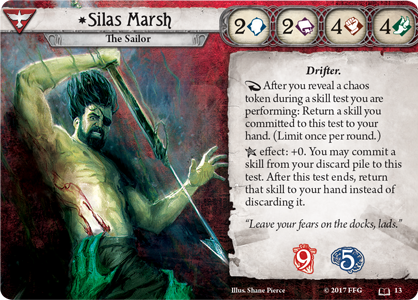 Silas Marsh
The Sailor
2 2 4 4
Drifter.
After you reveal a chaos
token during a skill test you are
performing: Return a skill you
committed to this test to your
hand. (Limit once per round.)
effect: +0. You may commit a
skill from your discard pile to this
test. After this test ends, return
that skill to your hand instead of
discarding it.
"Leave your fears on the docks, lads."
9 5
Illus. Shane Pierce © 2017 FFG 13